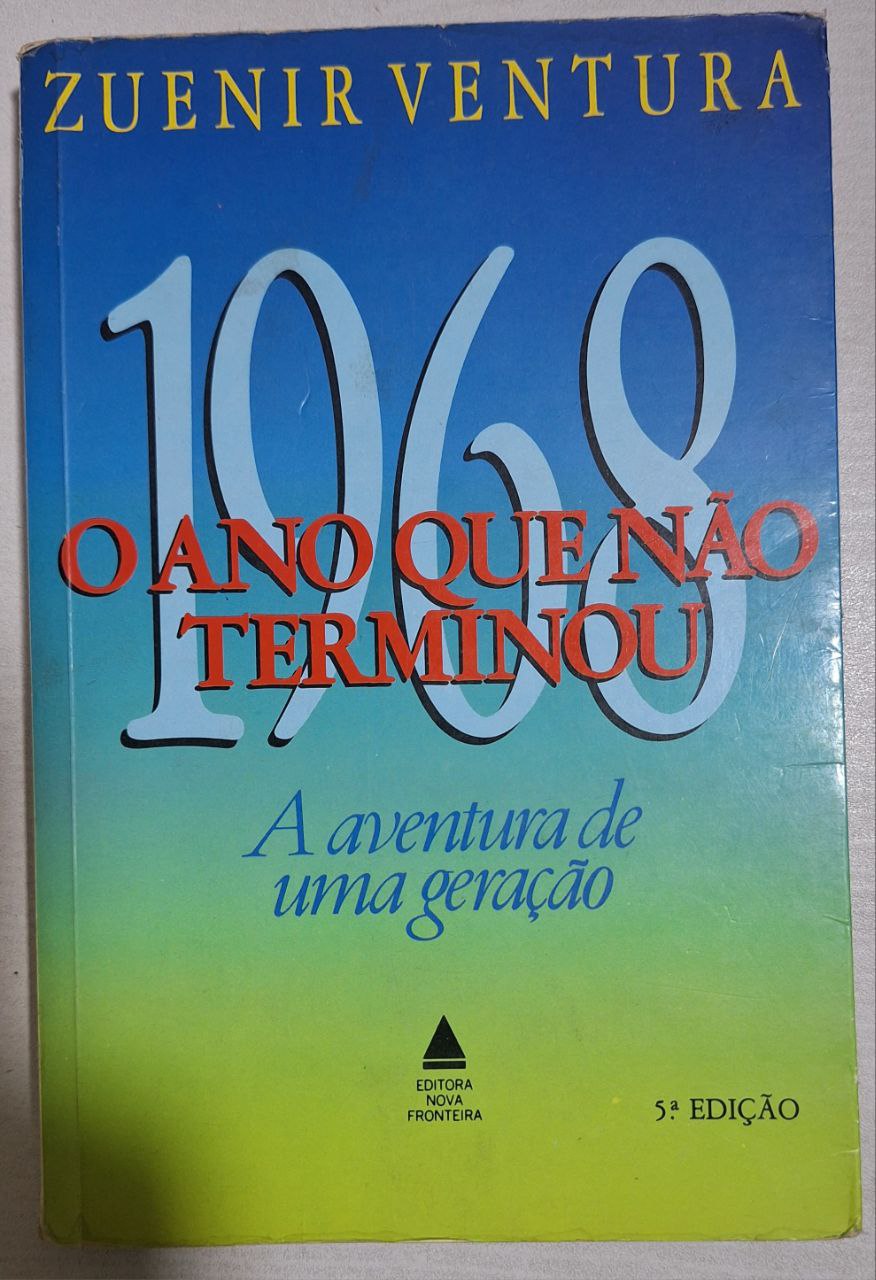 ZUENIR VENTURA
1968
O ANO QUE NÃO
TERMINOU
A aventura de
uma geração
EDITORA
NOVA
FRONTEIRA
5ª EDIÇÃO